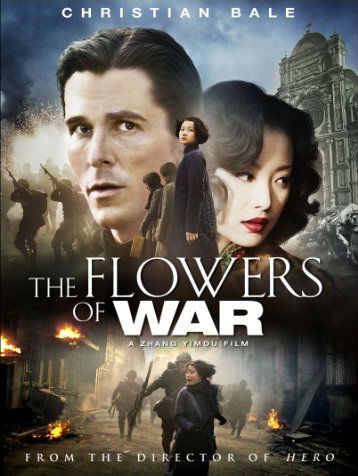 CHRISTIAN BALE
THE FLOWERS
OF WAR
A ZHANG YIMOU FILM
FROM THE DIRECTOR OF HERO